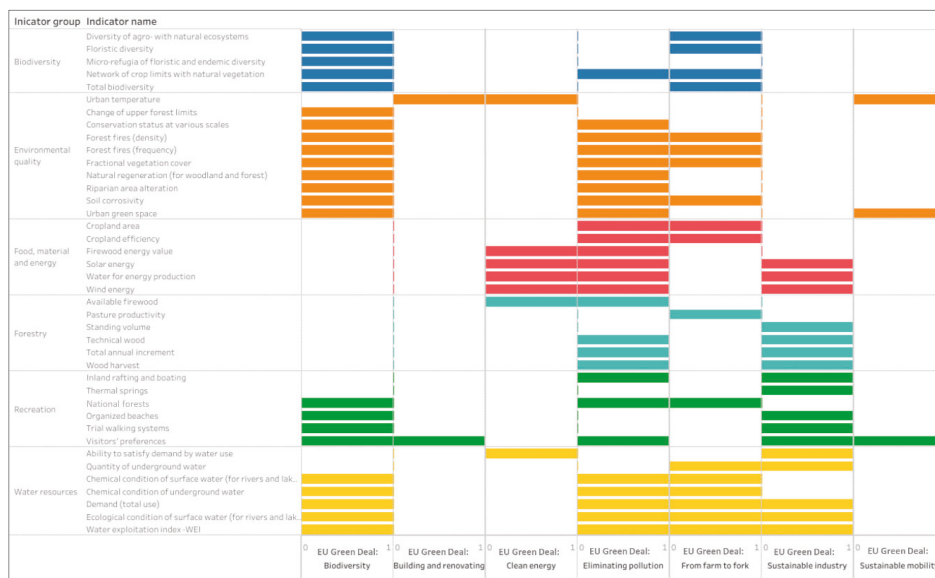 Inicator group Indicator name
Biodiversity
Diversity of agro- with natural ecosystems
Floristic diversity
Micro-refugia of floristic and endemic diversity
Network of crop limits with natural vegetation
Total biodiversity
Environmental
quality
Urban temperature
Change of upper forest limits
Conservation status at various scales
Forest fires (density)
Forest fires (frequency)
Fractional vegetation cover
Natural regeneration (for woodland and forest)
Riparian area alteration
Soil corrosivity
Urban green space
Food, material
and energy
Cropland area
Cropland efficiency
Firewood energy value
Solar energy
Water for energy production
Wind energy
Forestry
Available firewood
Pasture productivity
Standing volume
Technical wood
Total annual increment
Wood harvest
Recreation
Inland rafting and boating
Thermal springs
National forests
Organized beaches
Trial walking systems
Visitors' preferences
Water resources
Ability to satisfy demand by water use
Quantity of underground water
Chemical condition of surface water (for rivers and lak..
Chemical condition of underground water
Demand (total use)
Ecological condition of surface water (for rivers and lak..
Water exploitation index -WEI
0 1 0 1 0 1 0 1 0 1 0 1 0
EU Green Deal: EU Green Deal: EU Green Deal: EU Green Deal: EU Green Deal: EU Green Deal: EU Green Deal:
Biodiversity Building and renovating Clean energy Eliminating pollution From farm to fork Sustainable industry Sustainable mobility